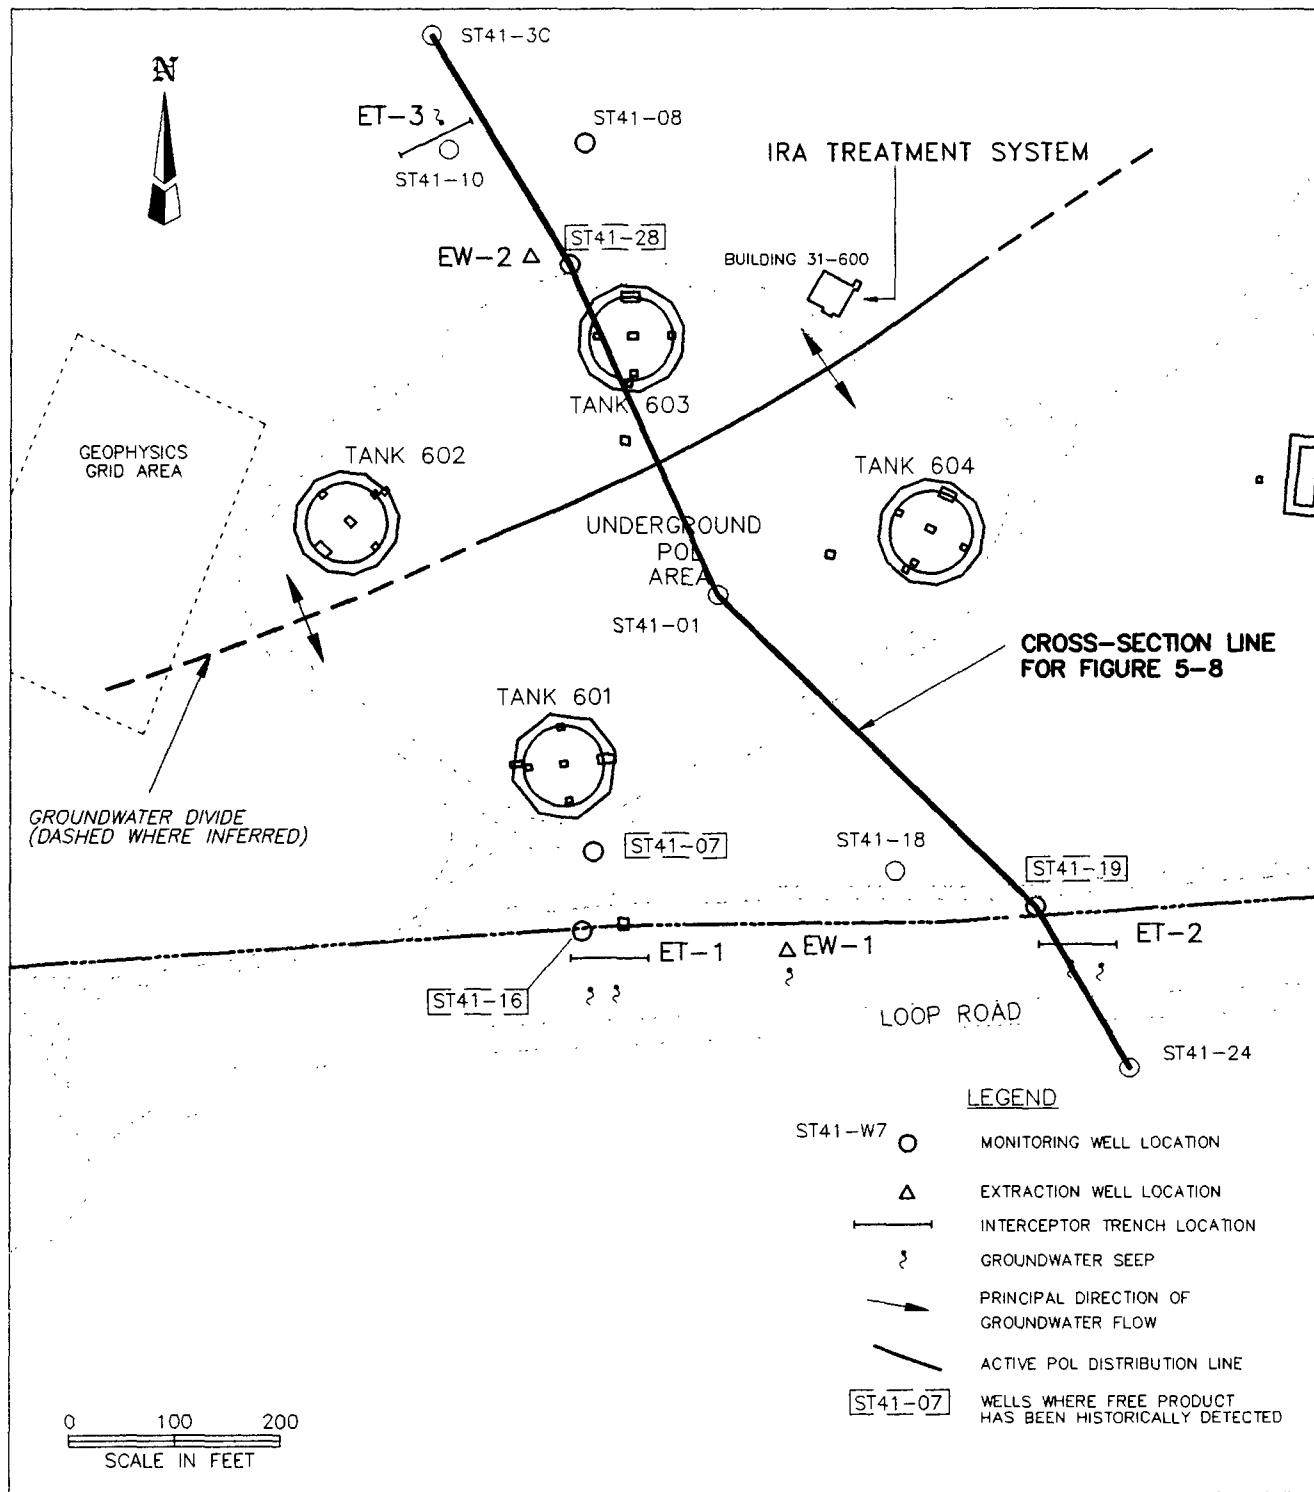 ST41-3C
N
ET-3
ST41-08
IRA TREATMENT SYSTEM
ST41-10
ST41-28
EW-2
BUILDING 31-600
TANK 603
GEOPHYSICS
GRID AREA
TANK 602
TANK 604
UNDERGROUND
POL
AREA
ST41-01
CROSS-SECTION LINE
FOR FIGURE 5-8
TANK 601
GROUNDWATER DIVIDE
(DASHED WHERE INFERRED)
ST41-07
ST41-18
ST41-19
ET-1
EW-1
ET-2
ST41-16
LOOP ROAD
ST41-24
LEGEND
ST41-W7
MONITORING WELL LOCATION
EXTRACTION WELL LOCATION
INTERCEPTOR TRENCH LOCATION
GROUNDWATER SEEP
PRINCIPAL DIRECTION OF
GROUNDWATER FLOW
ACTIVE POL DISTRIBUTION LINE
ST41-07
WELLS WHERE FREE PRODUCT
HAS BEEN HISTORICALLY DETECTED
0 100 200
SCALE IN FEET